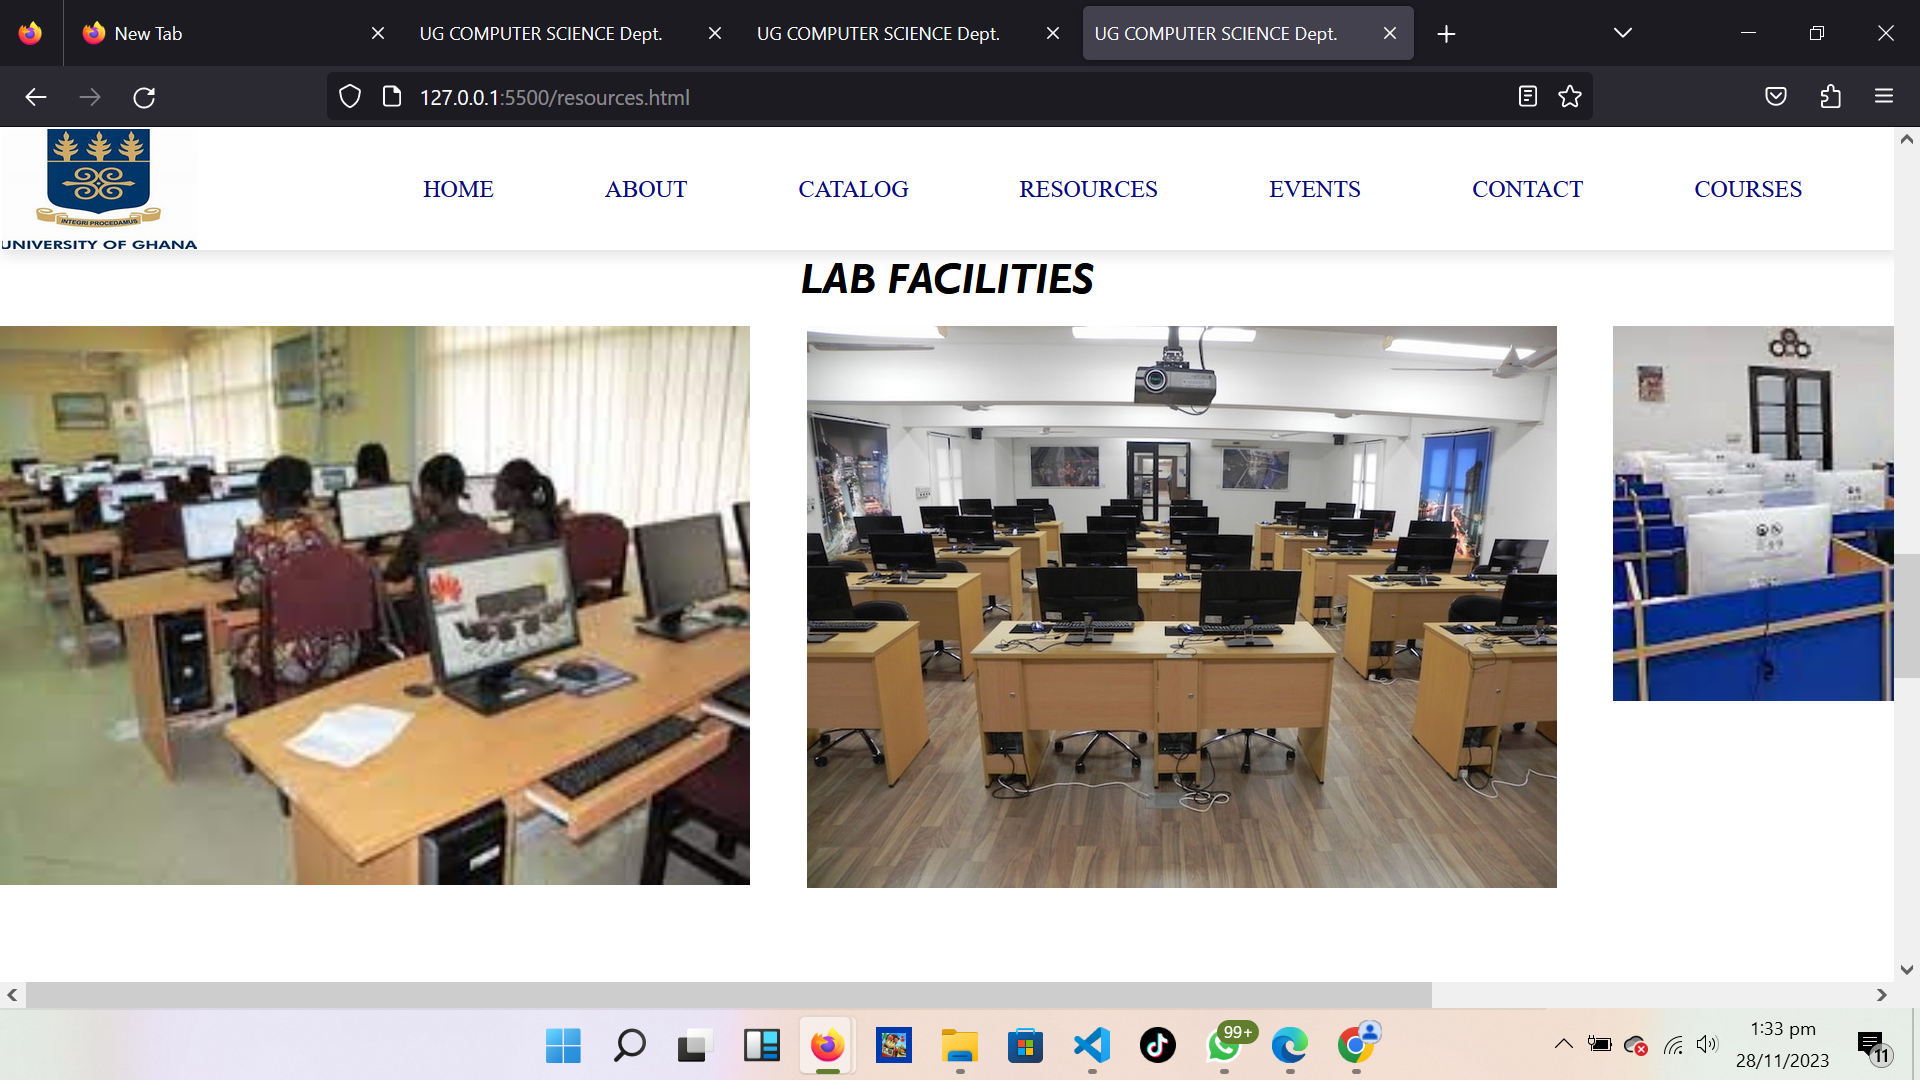 New Tab
UG COMPUTER SCIENCE Dept.
UG COMPUTER SCIENCE Dept.
UG COMPUTER SCIENCE Dept.
127.0.0.1:5500/resources.html
INTEGRI PROCEDAMUS
UNIVERSITY OF GHANA
HOME
ABOUT
CATALOG
RESOURCES
EVENTS
CONTACT
COURSES
LAB FACILITIES
99+
1:33 pm
28/11/2023
11